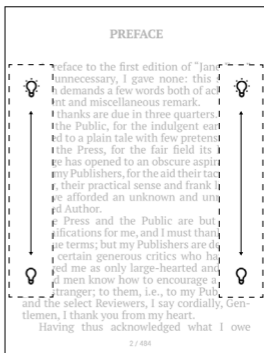 PREFACE
reface to the first edition of "Jane
unnecessary, I gave none: this
demands a few words both of ac
nt and miscellaneous remark.
thanks are due in three quarters.
the Public, for the indulgent ear
d to a plain tale with few pretens
the Press, for the fair field its
ge has opened to an obscure aspir
my Publishers, for the aid their tac
, their practical sense and frank l
ve afforded an unknown and un
d Author.
e Press and the Public are but
ifications for me, and I must than
ue terms; but my Publishers are de
certain generous critics who ha
ed me as only large-hearted and
d men know how to encourage a
tranger; to them, i.e., to my Pub
and the select Reviewers, I say cordially, Gen-
tlemen, I thank you from my heart.
Having thus acknowledged what I owe
2 / 484